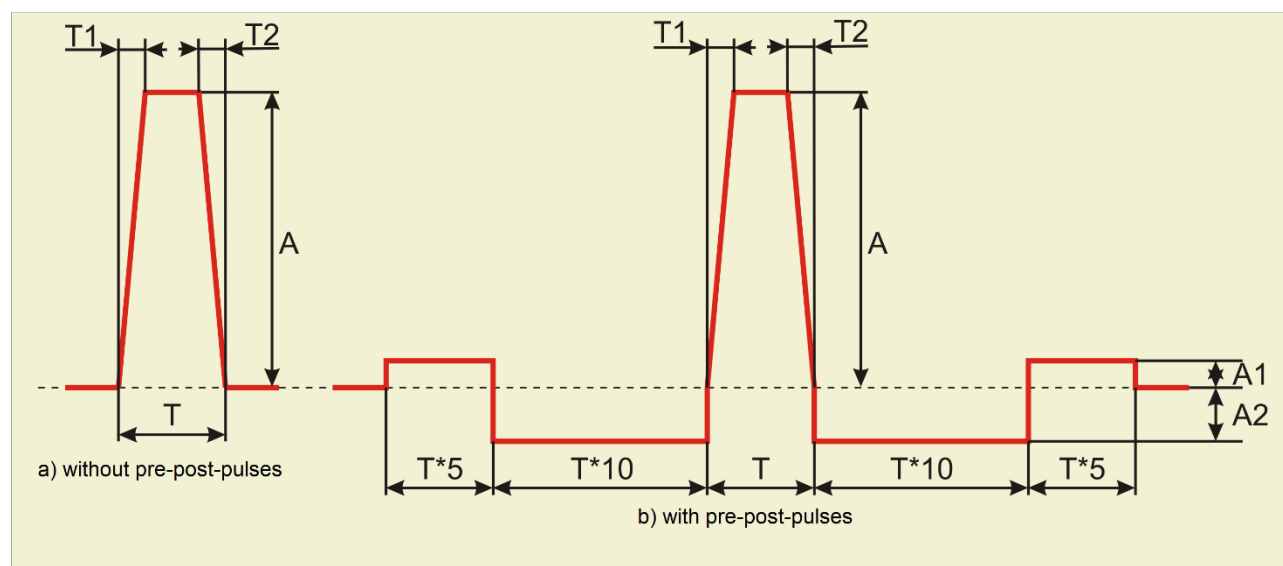 T1 T2 T1 T2
A A
A1
T A2
a) without pre-post-pulses
T*5 T*10 T T*10 T*5
b) with pre-post-pulses